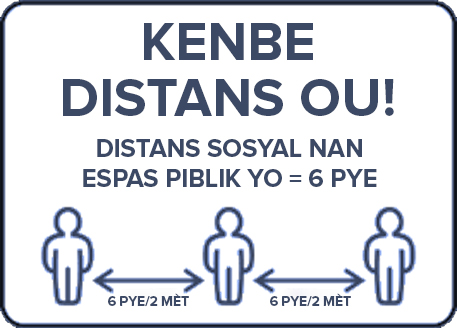 KENBE
DISTANS OU!
DISTANS SOSYAL NAN
ESPAS PIBLIK YO = 6 PYE
6 PYE/2 MÈT
6 PYE/2 MÈT